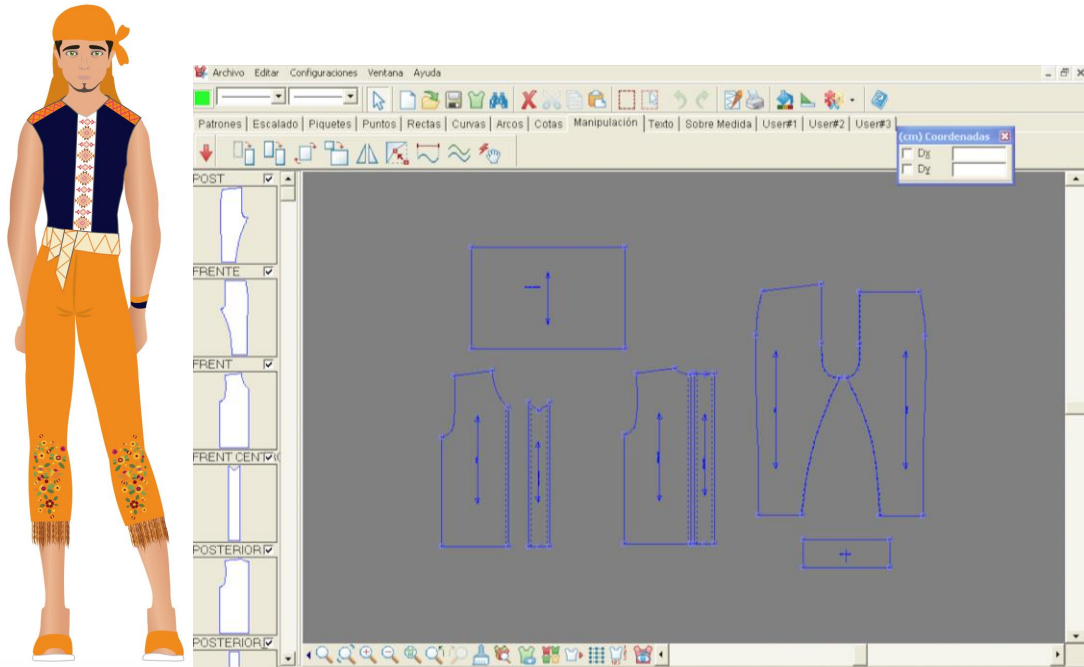 Archivo Editar Configuraciones Ventana Ayuda
Patrones Escalado Piquetes Puntos Rectas Curvas Arcos Cotas Manipulación Texto Sobre Medida User#1 User#2 User#3
(cm) Coordenadas
Dx
Dy
POST
FRENTE
FRENT
FRENT CENT
POSTERIOR
POSTERIOR